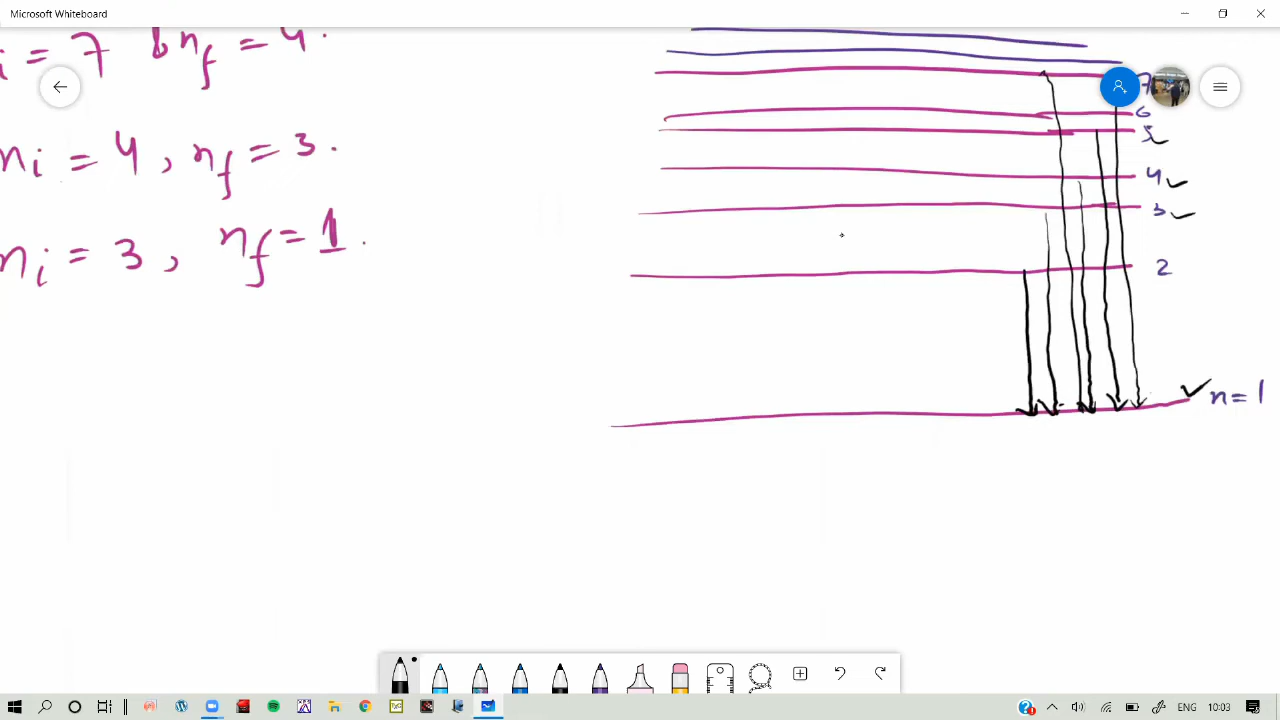 Microsoft Whiteboard
i = 7 & nf = 4.
ni = 4, nf = 3.
ni = 3, nf = 1.
7
6
5
4
3
2
n = 1
ENG 10:03